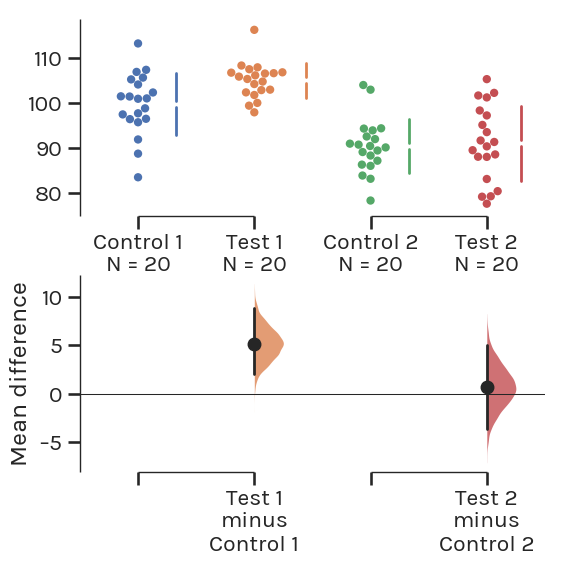 110
100
90
80
Control 1 Test 1 Control 2 Test 2
N = 20 N = 20 N = 20 N = 20
Mean difference
10
5
0
−5
Test 1 Test 2
minus minus
Control 1 Control 2